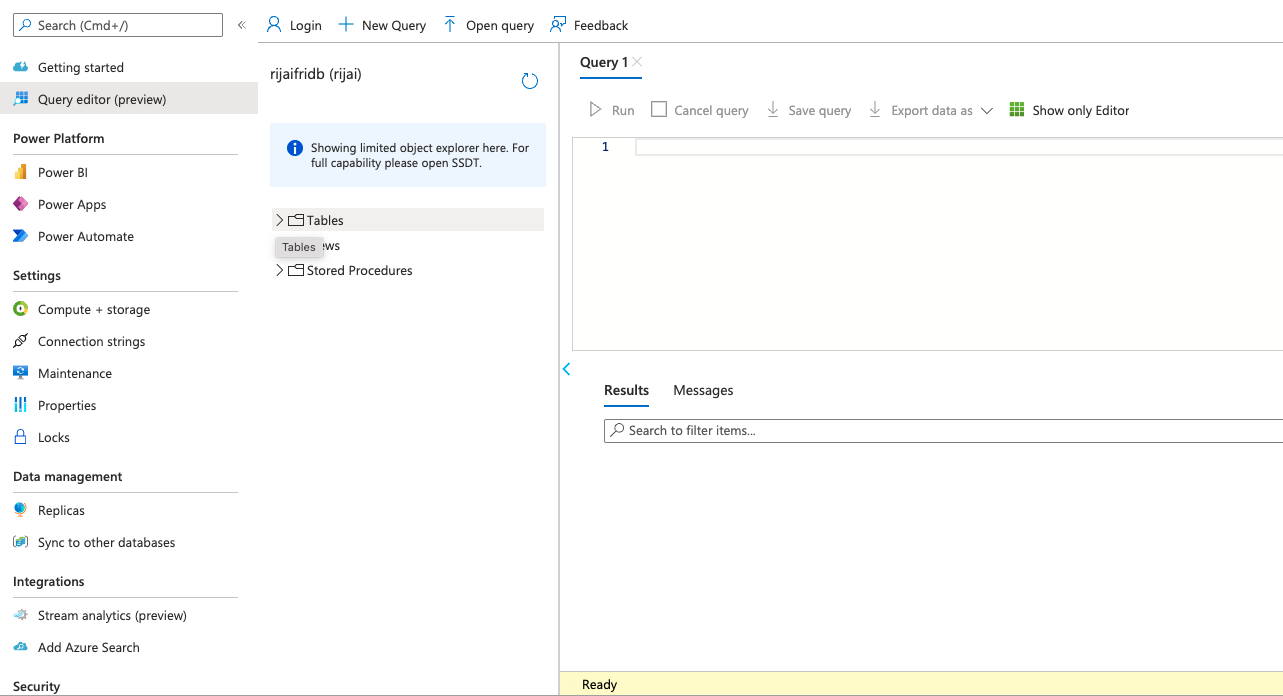 Search (Cmd+/)
«
Login
New Query
Open query
Feedback
Getting started
Query editor (preview)
Power Platform
Power BI
Power Apps
Power Automate
Settings
Compute + storage
Connection strings
Maintenance
Properties
Locks
Data management
Replicas
Sync to other databases
Integrations
Stream analytics (preview)
Add Azure Search
Security
rijaifridb (rijai)
Showing limited object explorer here. For
full capability please open SSDT.
Tables
Tables
ews
Stored Procedures
Query 1
Run
Cancel query
Save query
Export data as
Show only Editor
1
Results
Messages
Search to filter items...
Ready